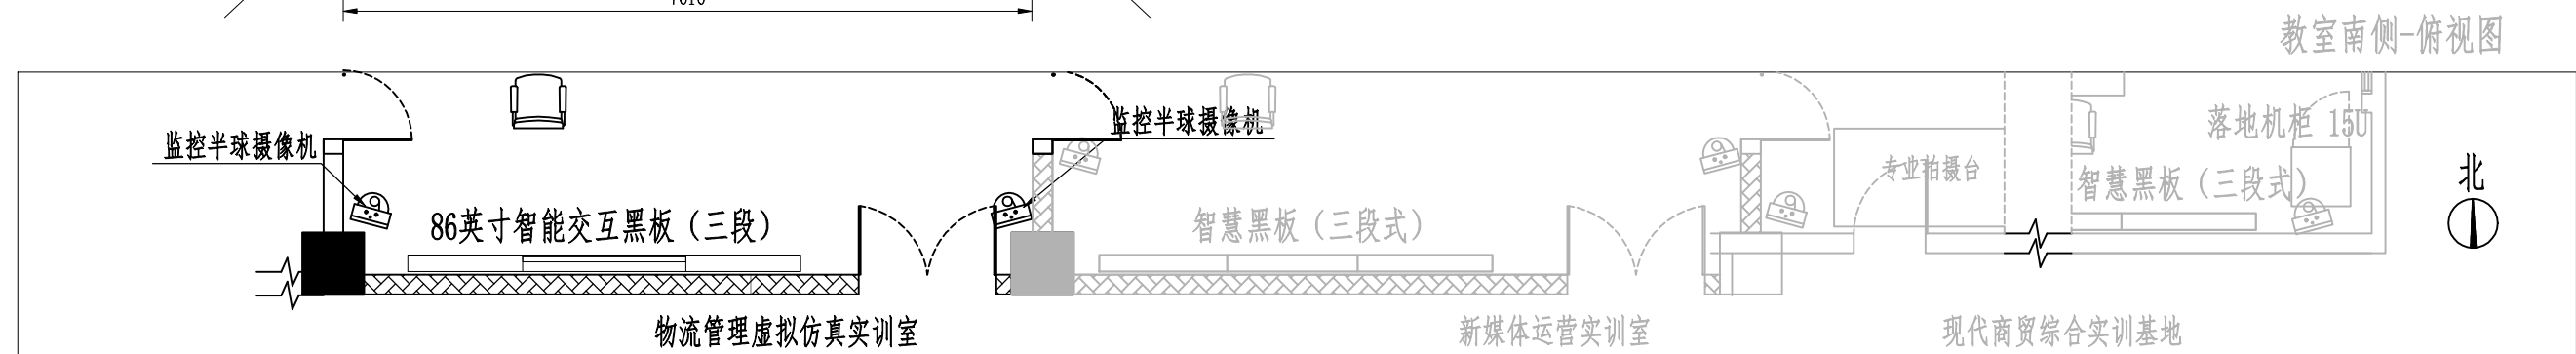 教室南侧-俯视图
监控半球摄像机
监控半球摄像机
落地机柜 15U
专业拍摄台
智慧黑板（三段式）
北
86英寸智能交互黑板（三段）
智慧黑板（三段式）
物流管理虚拟仿真实训室
新媒体运营实训室
现代商贸综合实训基地